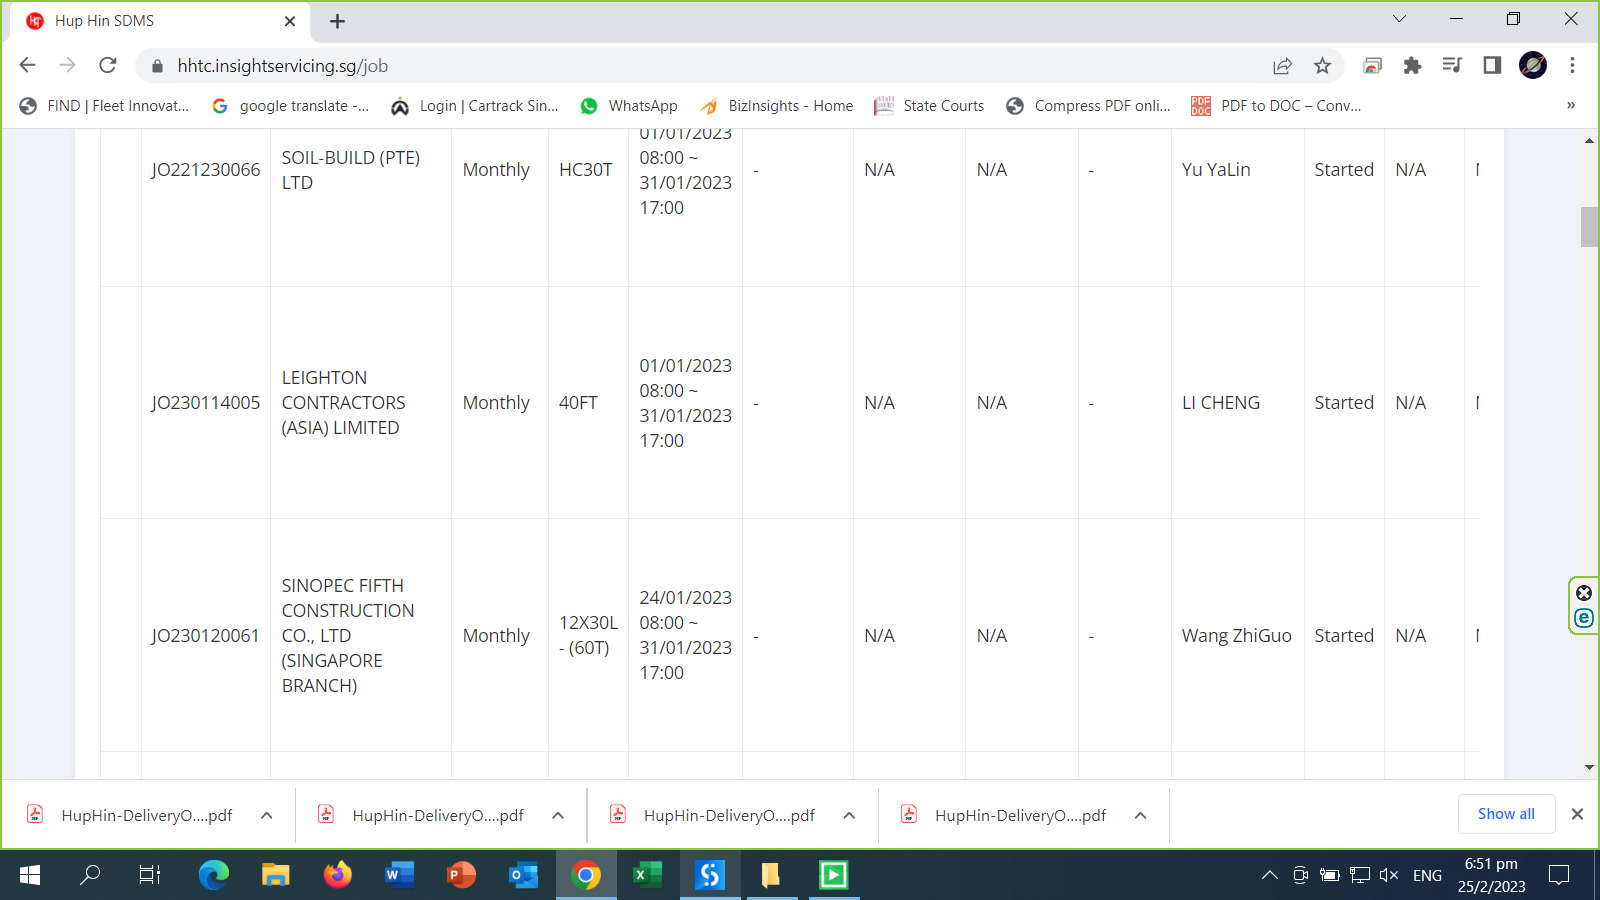 Hup Hin SDMS
hhtc.insightservicing.sg/job
FIND | Fleet Innovat...
google translate -...
Login | Cartrack Sin...
WhatsApp
BizInsights - Home
State Courts
Compress PDF onli...
PDF to DOC – Conv...
»
JO221230066
SOIL-BUILD (PTE)
LTD
Monthly
HC30T
01/01/2023
08:00 ~
31/01/2023
17:00
-
N/A
N/A
-
Yu YaLin
Started
N/A
JO230114005
LEIGHTON
CONTRACTORS
(ASIA) LIMITED
Monthly
40FT
01/01/2023
08:00 ~
31/01/2023
17:00
-
N/A
N/A
-
LI CHENG
Started
N/A
JO230120061
SINOPEC FIFTH
CONSTRUCTION
CO., LTD
(SINGAPORE
BRANCH)
Monthly
12X30L
- (60T)
24/01/2023
08:00 ~
31/01/2023
17:00
-
N/A
N/A
-
Wang ZhiGuo
Started
N/A
HupHin-DeliveryO....pdf
HupHin-DeliveryO....pdf
HupHin-DeliveryO....pdf
HupHin-DeliveryO....pdf
Show all
ENG
6:51 pm
25/2/2023